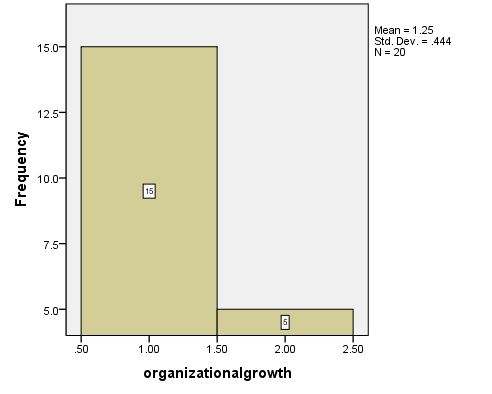 Mean = 1.25
Std. Dev. = .444
N = 20
15.0
12.5
10.0
7.5
5.0
Frequency
15
5
.50 1.00 1.50 2.00 2.50
organizationalgrowth